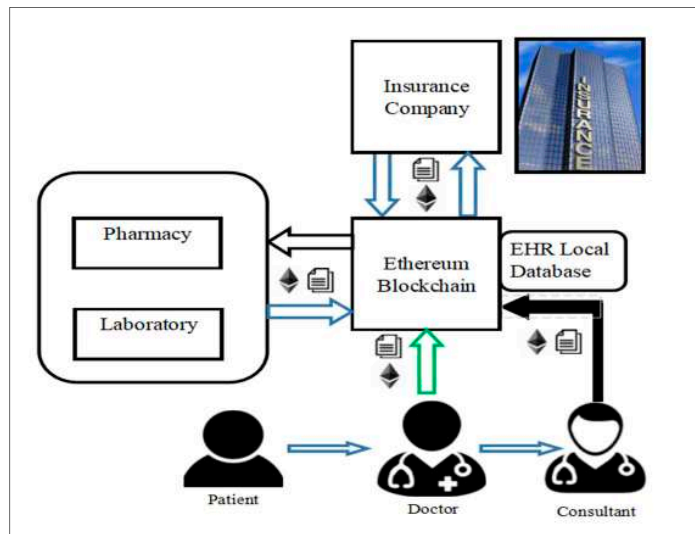 Insurance
Company
INSURANCE
Pharmacy
Laboratory
Ethereum
Blockchain
EHR Local
Database
Patient
Doctor
Consultant